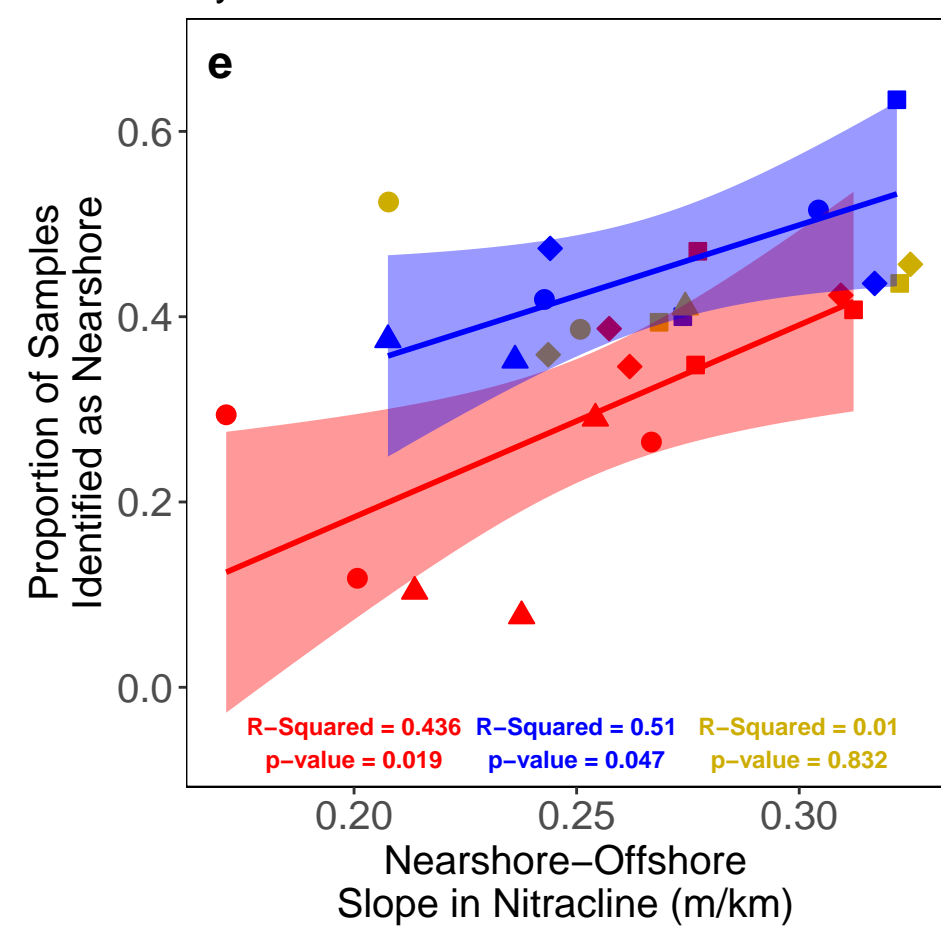 e
Proportion of Samples
Identified as Nearshore
0.6
0.4
0.2
0.0
R−Squared = 0.436 R−Squared = 0.51 R−Squared = 0.01
p−value = 0.019 p−value = 0.047 p−value = 0.832
0.20 0.25 0.30
Nearshore−Offshore
Slope in Nitracline (m/km)